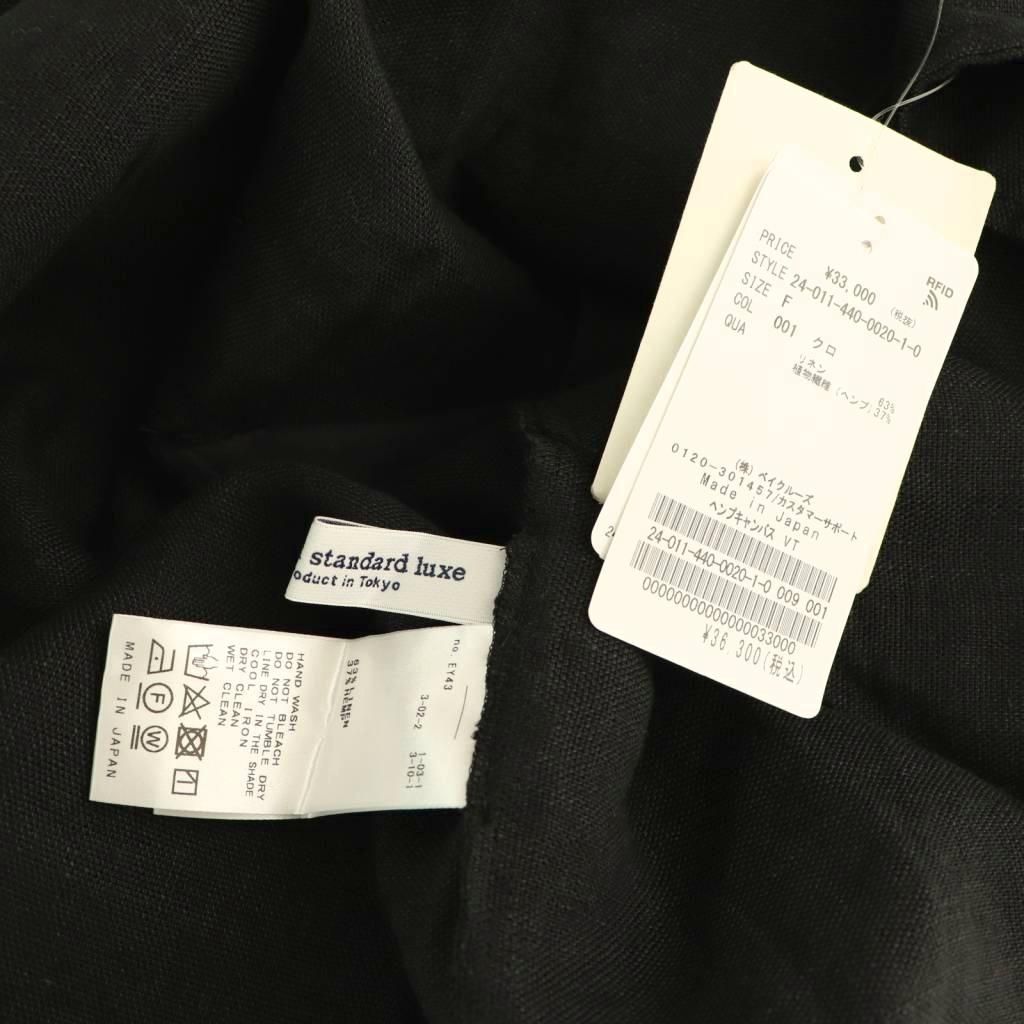 PRICE ¥33,000 (税抜)
RFID
STYLE 24-011-440-0020-1-0
SIZE F
COL 001 クロ
QUA リネン 63%
植物繊維(ヘンプ)37%
(株)ベイクルーズ
0120-301457/カスタマーサポート
Made in Japan
ヘンプキャンバス VT
24-011-440-0020-1-0 009 001
0000000000000033000
¥36,300(税込)
standard luxe
oduct in Tokyo
no. EY43
3-02-2
1-03-1
3-10-1
63% LINEN
37% HEMP
HAND WASH
DO NOT BLEACH
DO NOT TUMBLE DRY
LINE DRY IN THE SHADE
COOL IRON
DRY CLEAN
WET CLEAN
F
W
MADE IN JAPAN